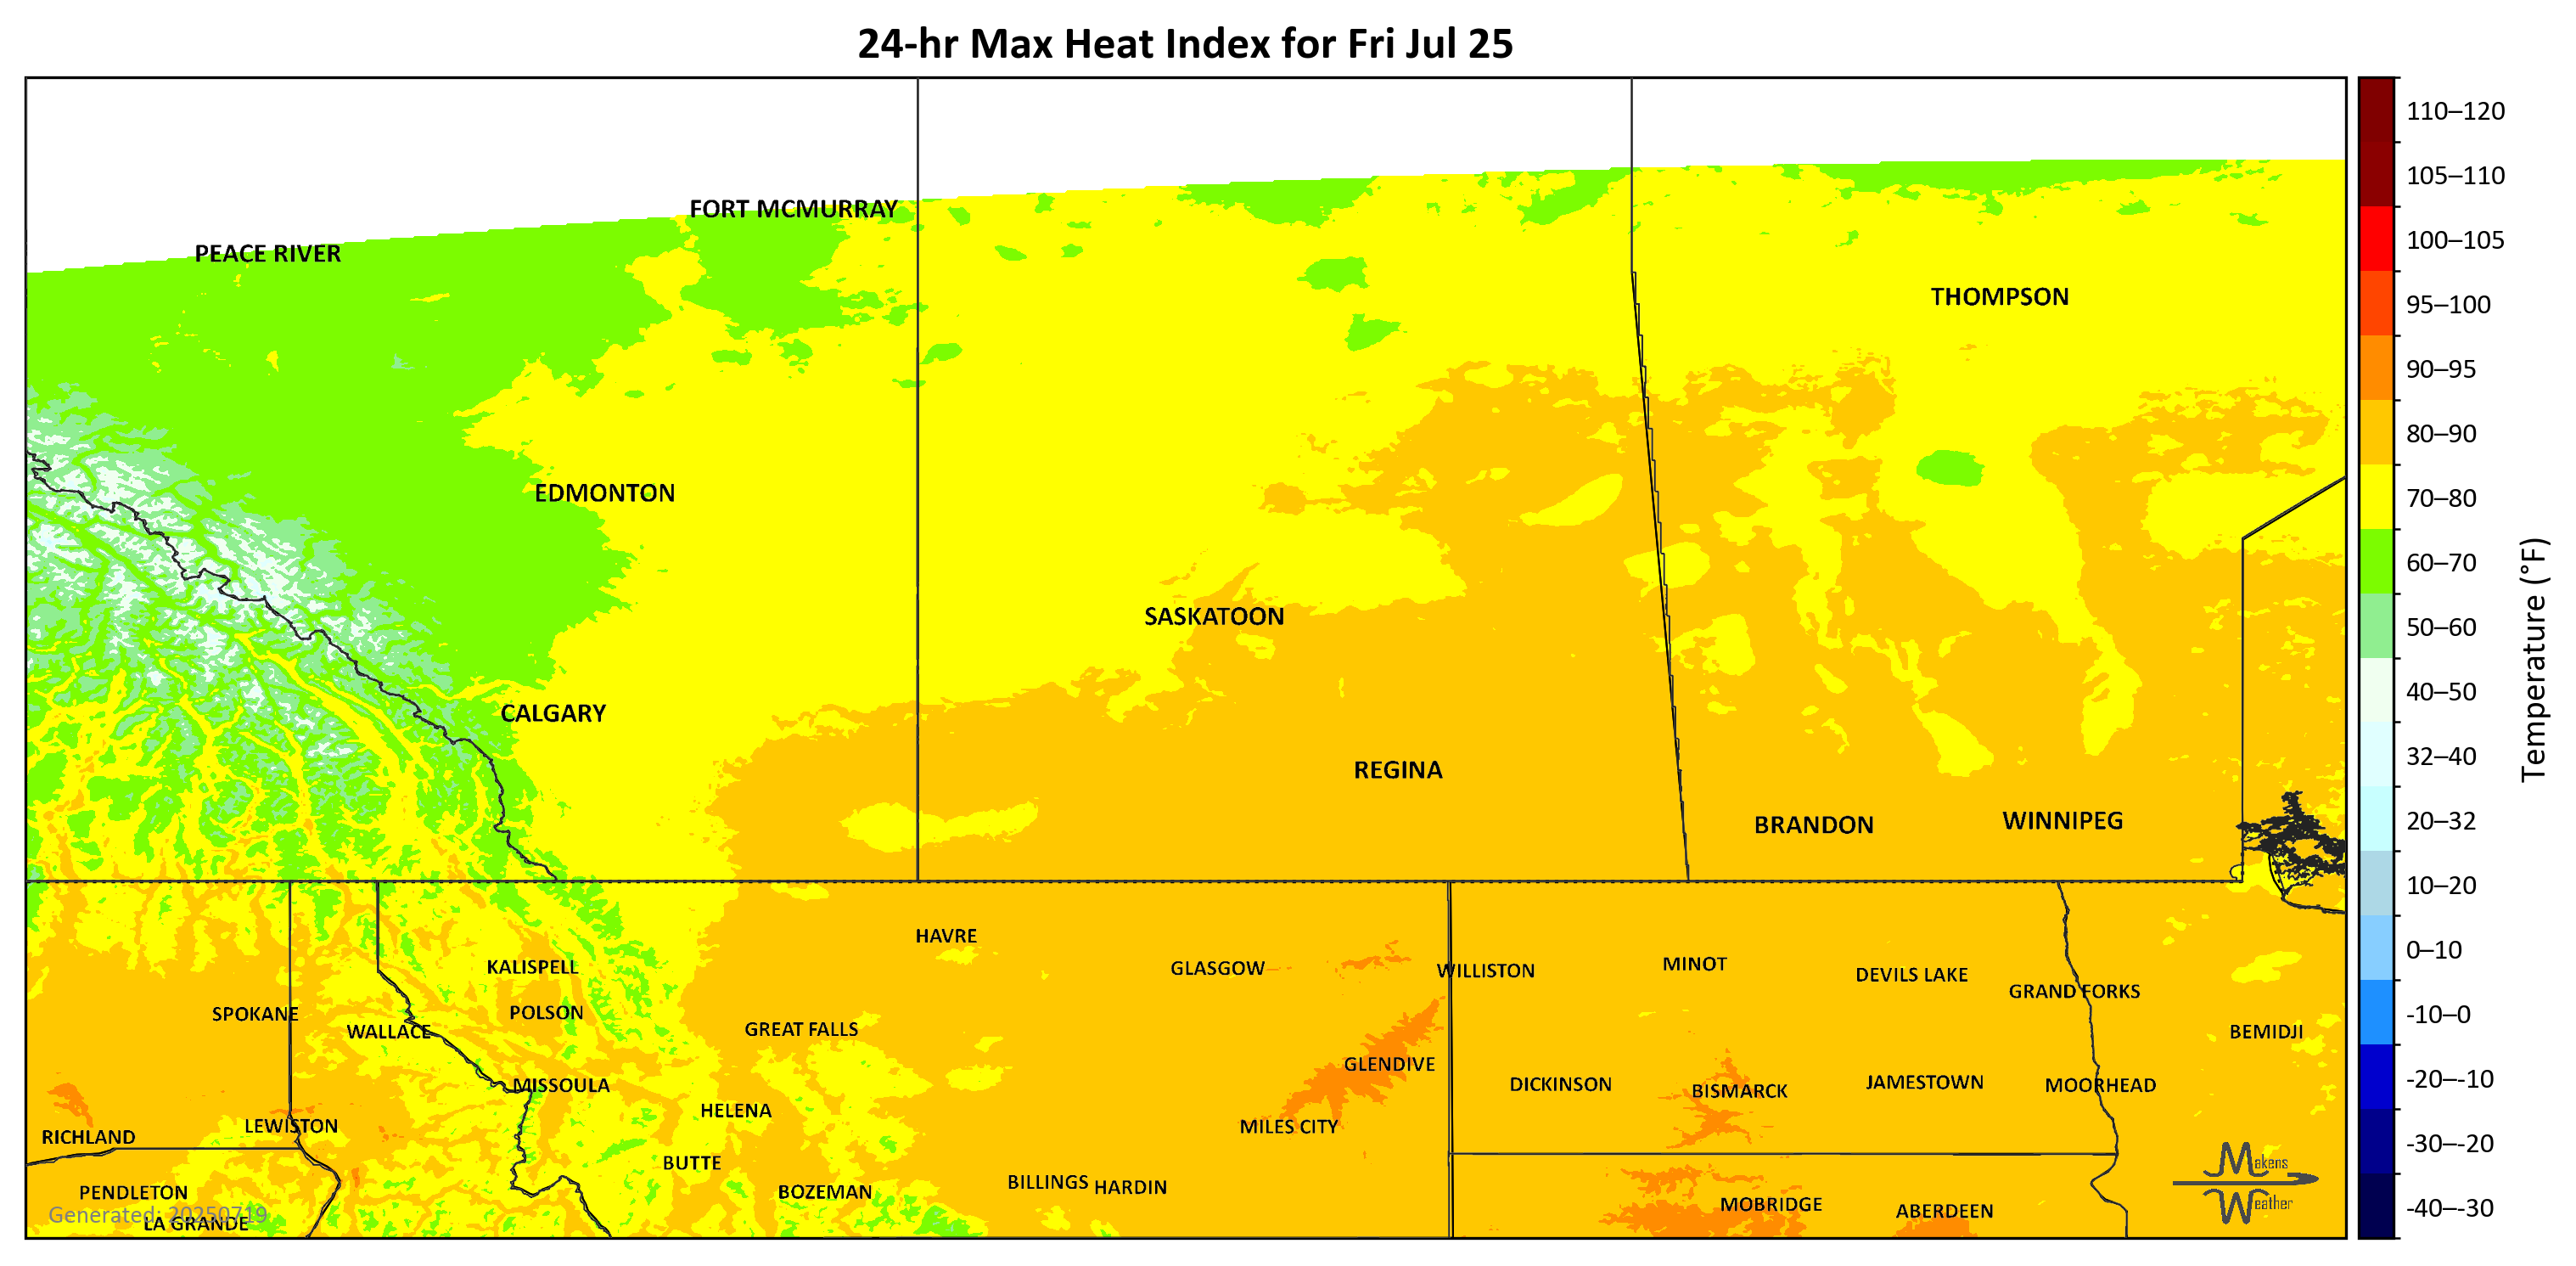 24-hr Max Heat Index for Fri Jul 25
110–120
105–110
100–105
95–100
90–95
80–90
70–80
60–70
50–60
40–50
32–40
20–32
10–20
0–10
-10–0
-20–-10
-30–-20
-40–-30
Temperature (°F)
FORT MCMURRAY
PEACE RIVER
THOMPSON
EDMONTON
SASKATOON
CALGARY
REGINA
BRANDON
WINNIPEG
HAVRE
KALISPELL
GLASGOW
WILLISTON
MINOT
DEVILS LAKE
GRAND FORKS
SPOKANE
POLSON
WALLACE
GREAT FALLS
BEMIDJI
GLENDIVE
MISSOULA
DICKINSON
BISMARCK
JAMESTOWN
MOORHEAD
HELENA
RICHLAND
LEWISTON
MILES CITY
BUTTE
PENDLETON
BOZEMAN
BILLINGS
HARDIN
MOBRIDGE
ABERDEEN
LA GRANDE
Generated: 20250719
Makens
Weather